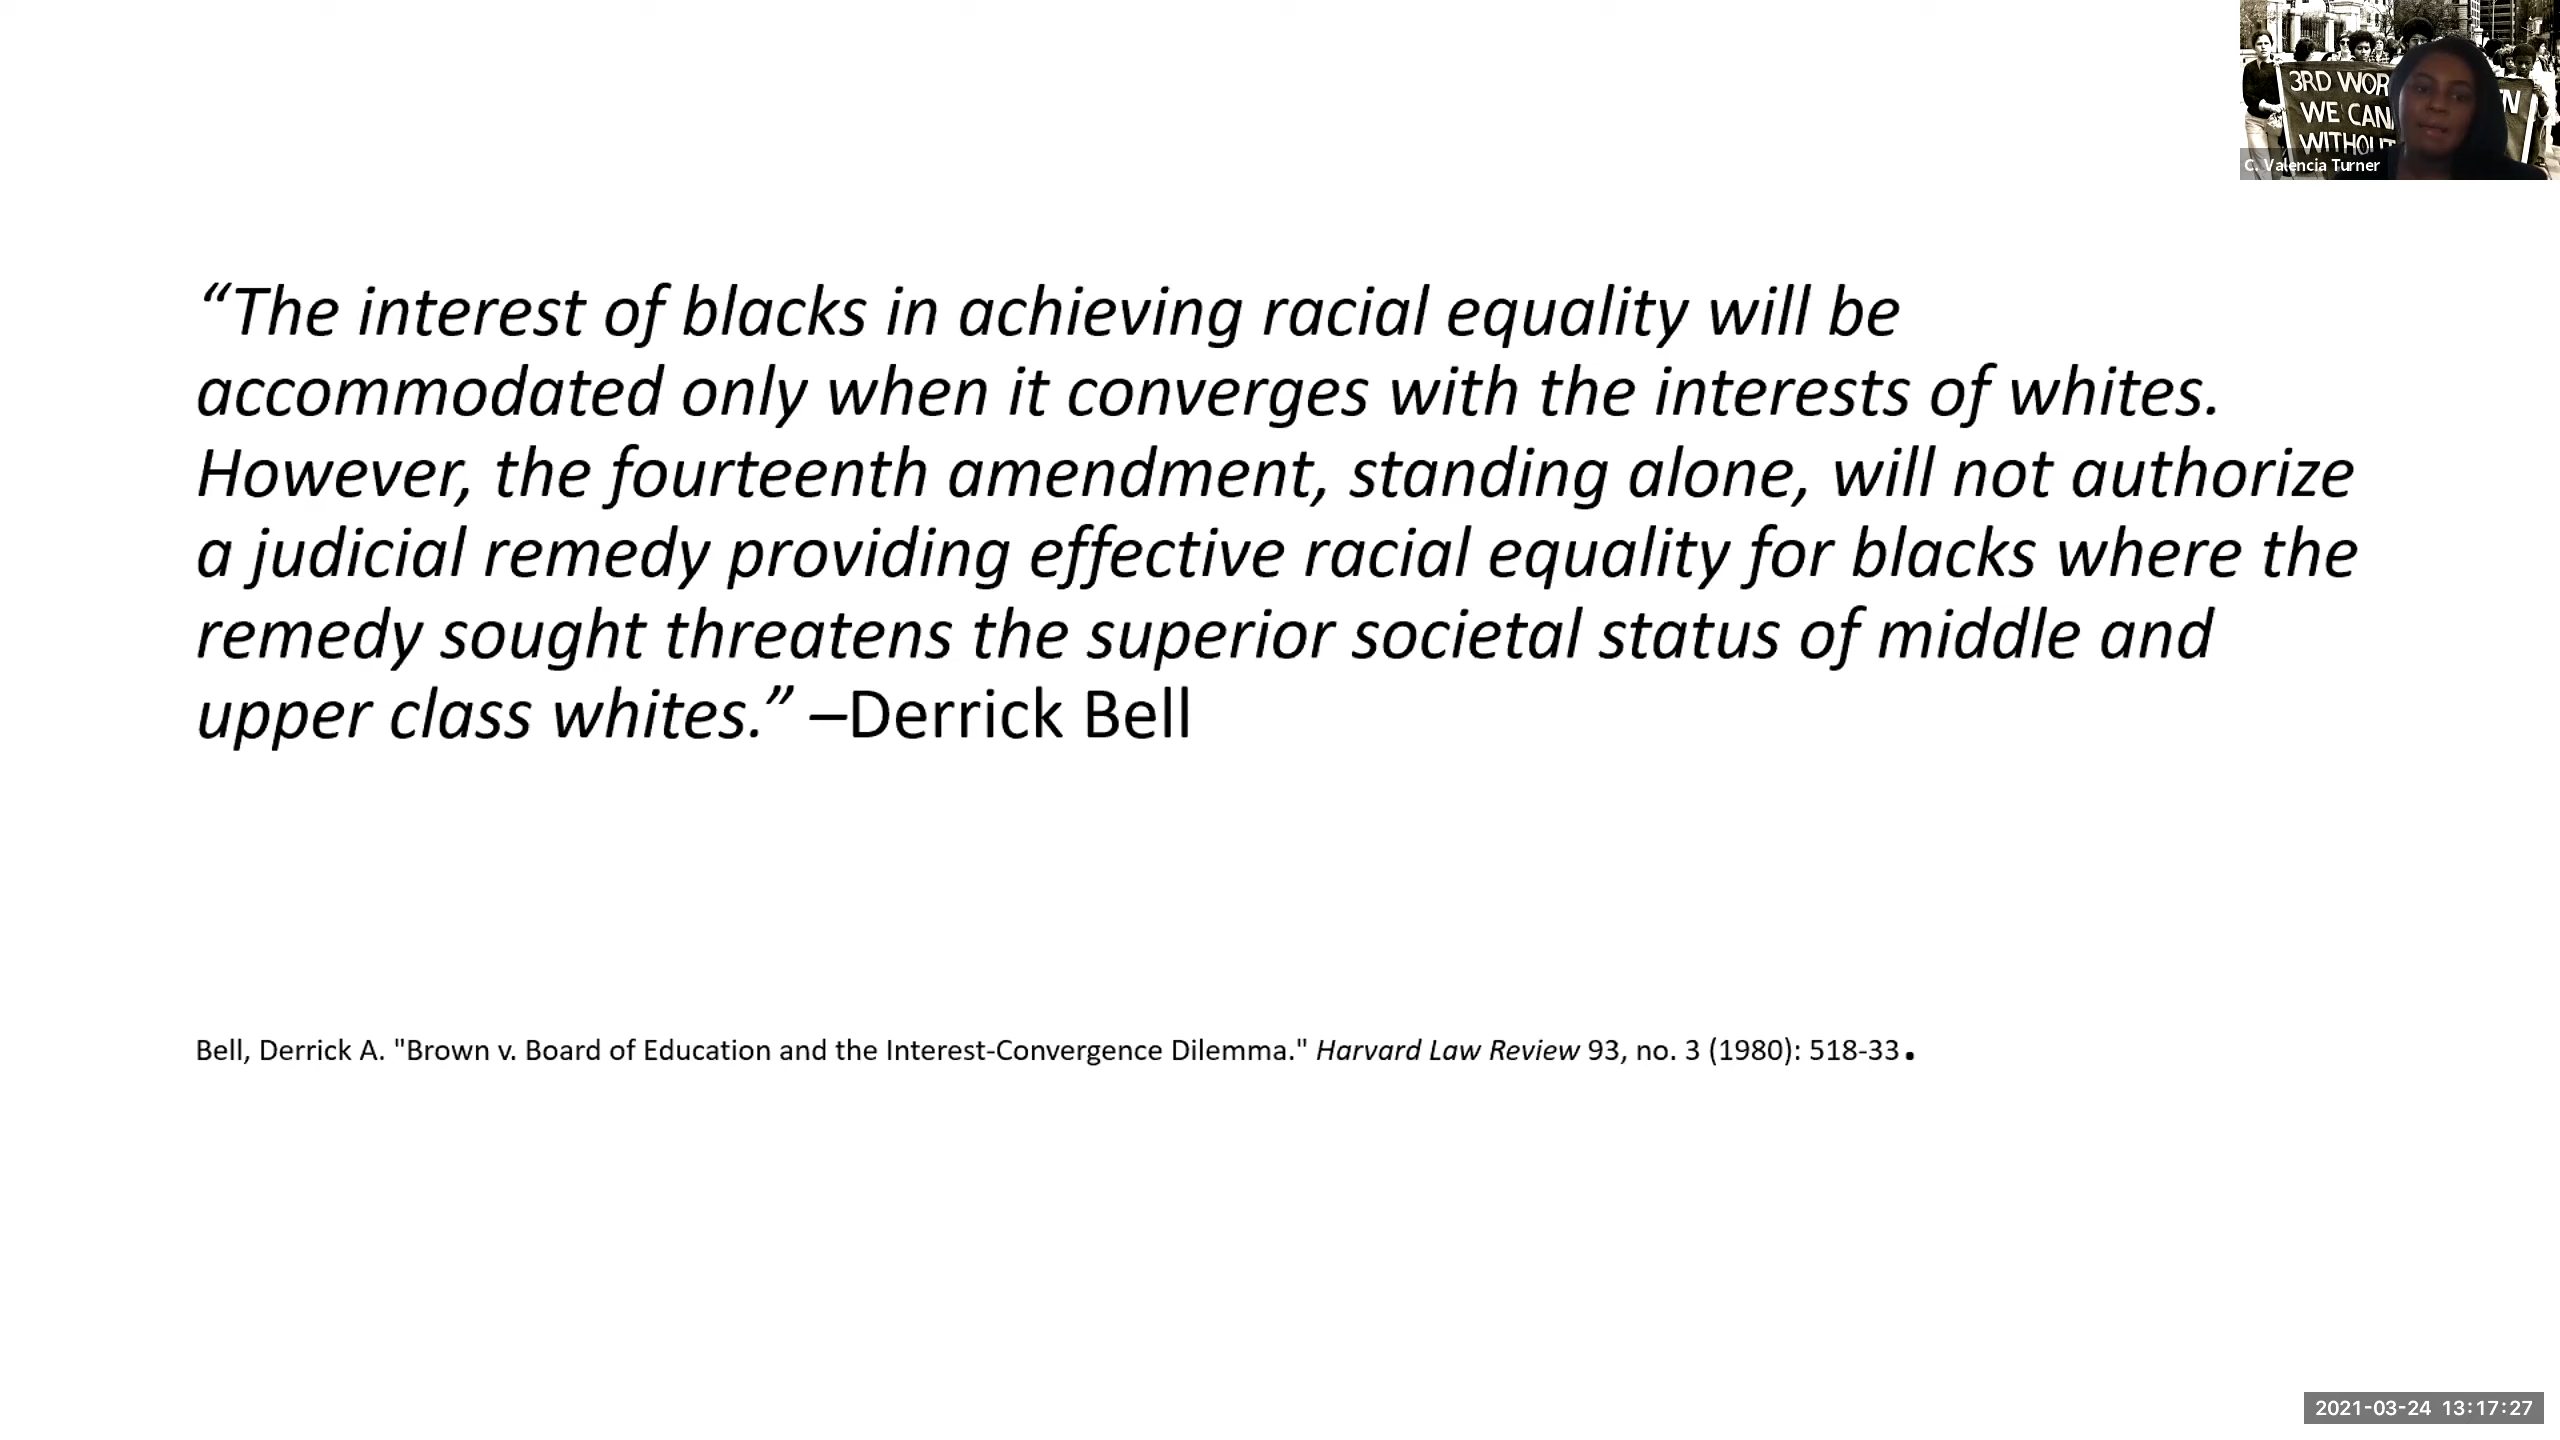 3RD WOR
WE CAN
WITHOUT
N
C. Valencia Turner
“The interest of blacks in achieving racial equality will be
accommodated only when it converges with the interests of whites.
However, the fourteenth amendment, standing alone, will not authorize
a judicial remedy providing effective racial equality for blacks where the
remedy sought threatens the superior societal status of middle and
upper class whites.” –Derrick Bell
Bell, Derrick A. "Brown v. Board of Education and the Interest-Convergence Dilemma." Harvard Law Review 93, no. 3 (1980): 518-33.
2021-03-24 13:17:27